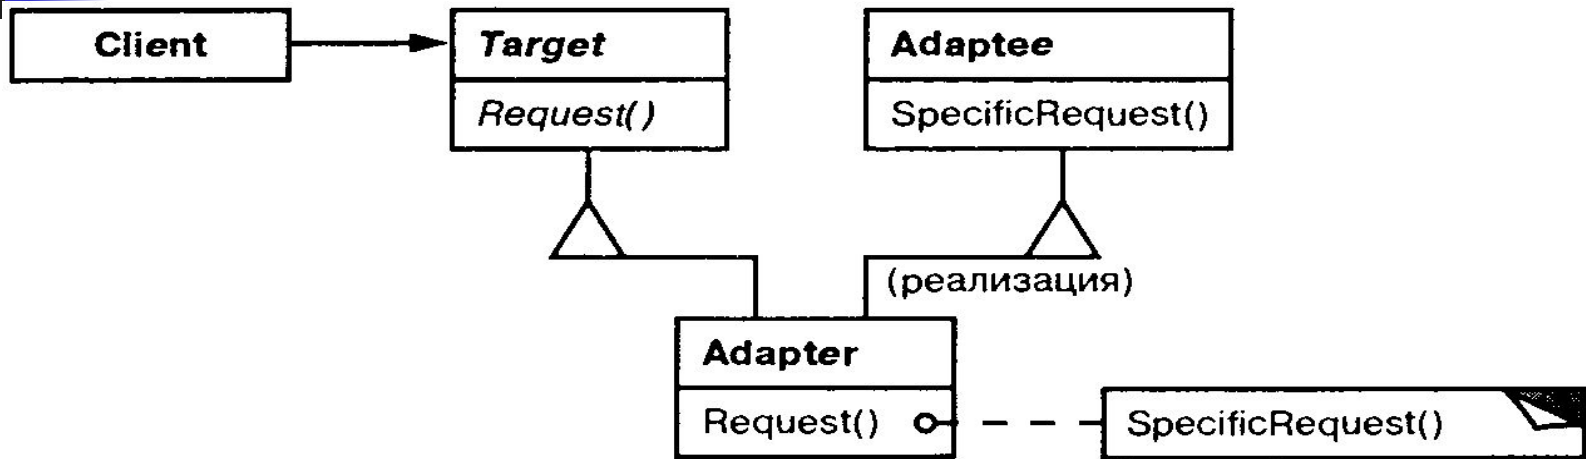 Client
Target
Request()
Adaptee
SpecificRequest()
(реализация)
Adapter
Request()
SpecificRequest()